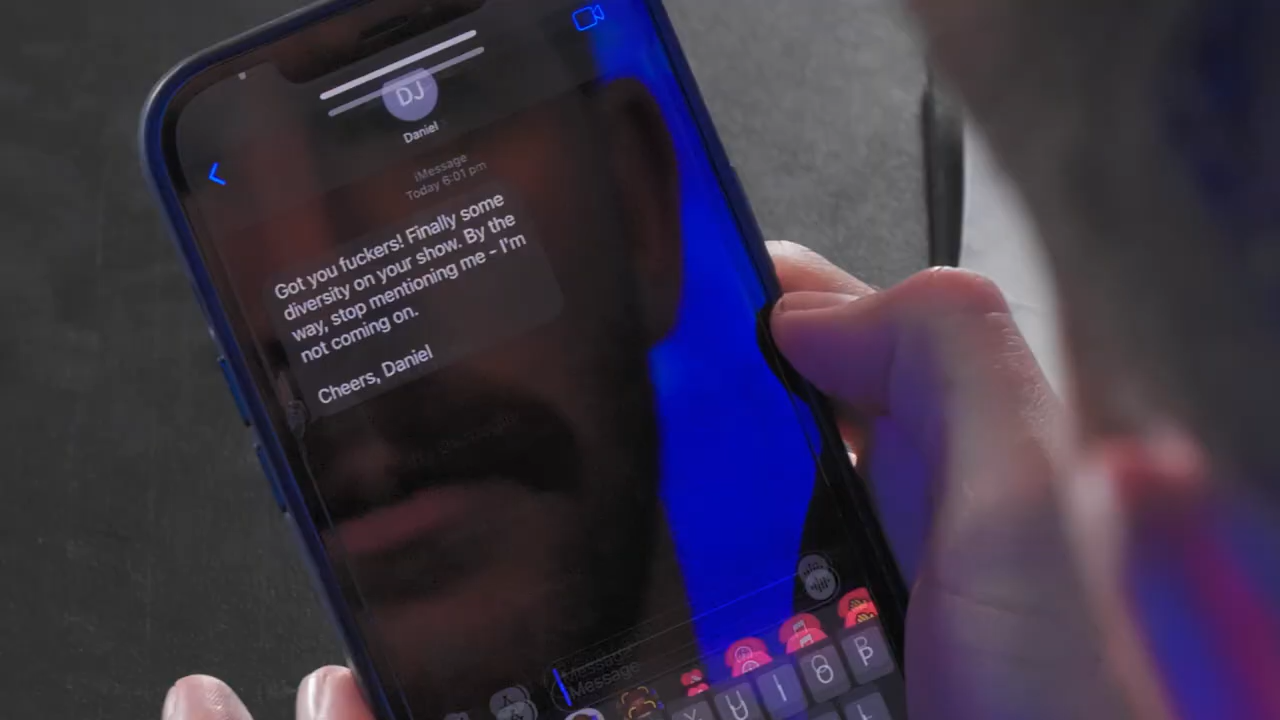 DJ
Daniel
iMessage
Today 6:01 pm
Got you fuckers! Finally some
diversity on your show. By the
way, stop mentioning me - I'm
not coming on.
Cheers, Daniel
iMessage
U I O P